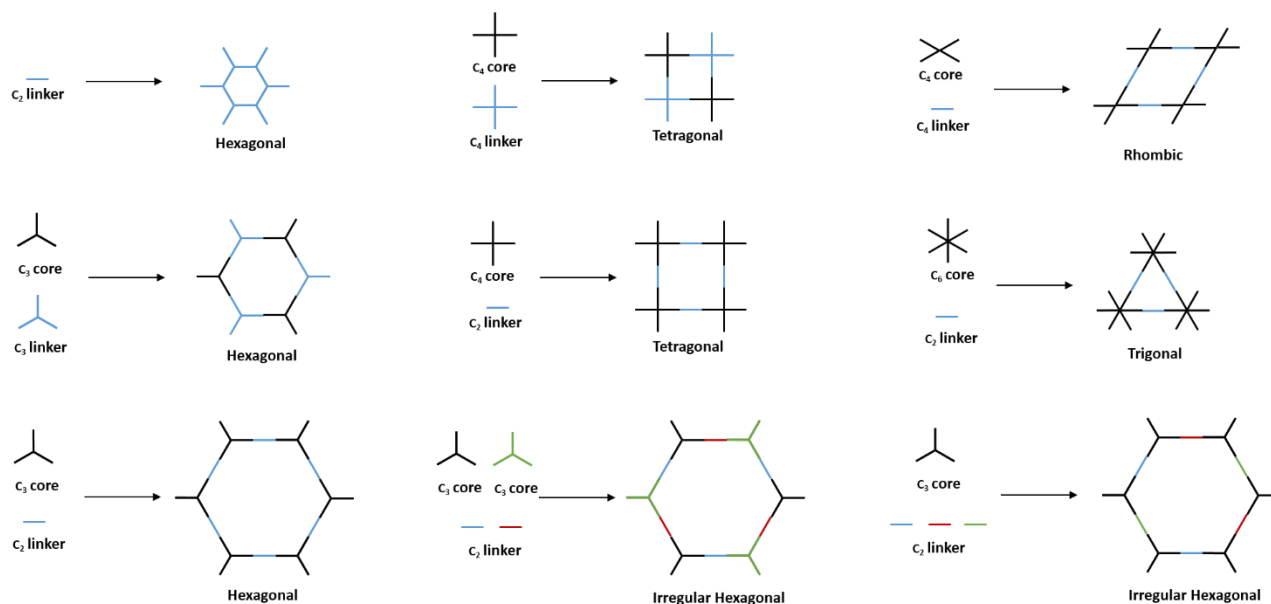 C₂ linker
Hexagonal
C₄ core
C₄ linker
Tetragonal
C₄ core
C₄ linker
Rhombic
C₃ core
C₃ linker
Hexagonal
C₄ core
C₂ linker
Tetragonal
C₆ core
C₂ linker
Trigonal
C₃ core
C₂ linker
Hexagonal
C₃ core C₃ core
C₂ linker
Irregular Hexagonal
C₃ core
C₂ linker
Irregular Hexagonal